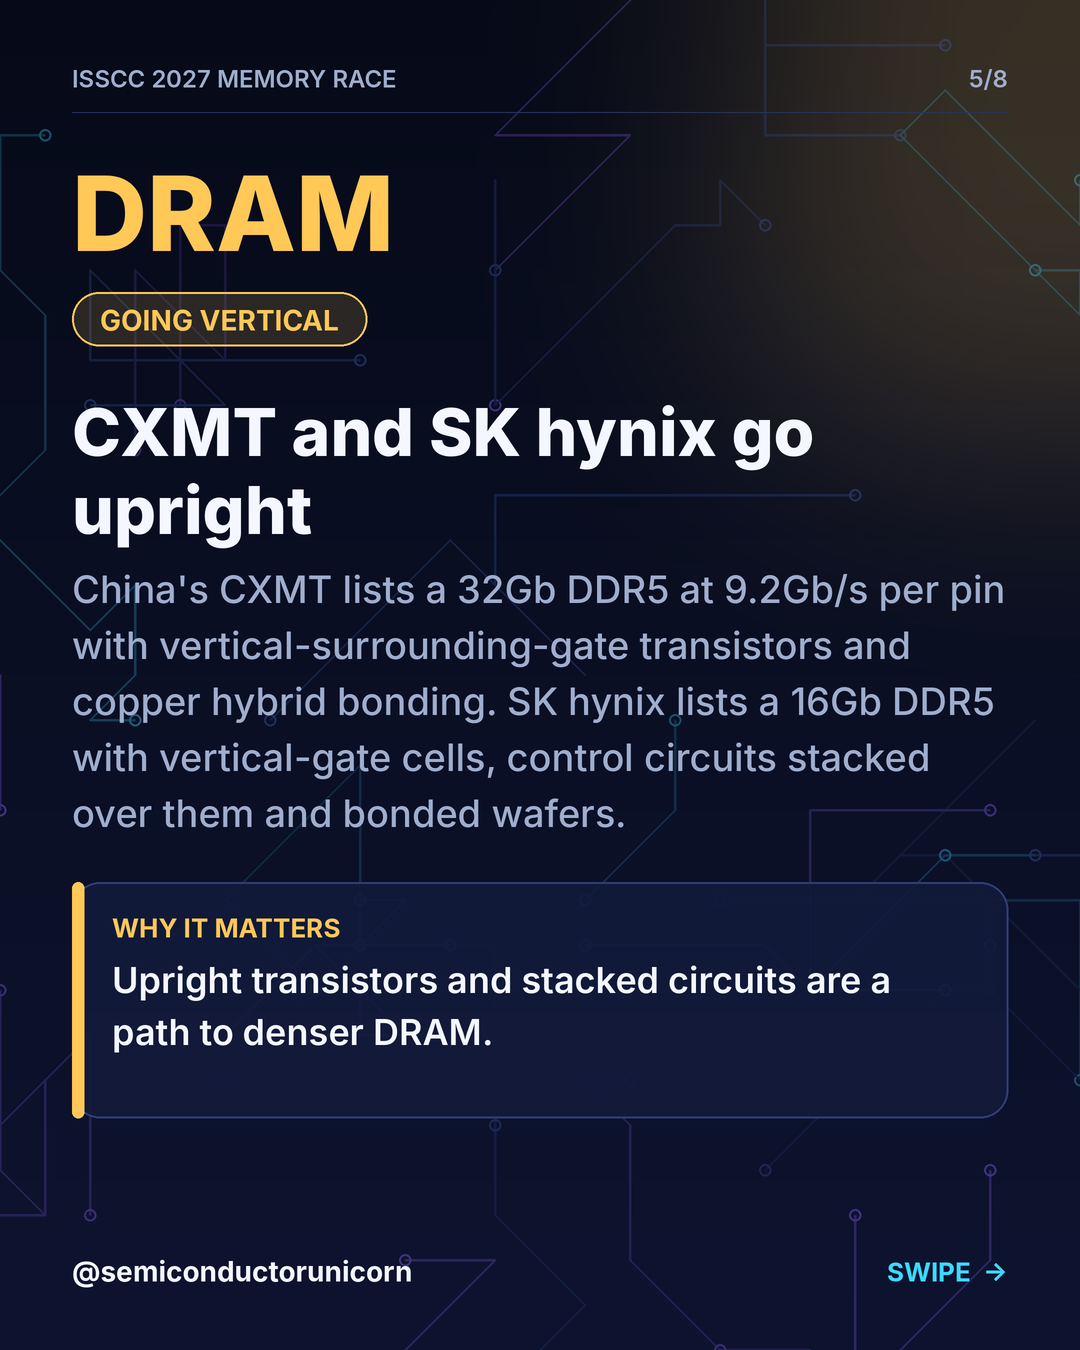 ISSCC 2027 MEMORY RACE
5/8
DRAM
GOING VERTICAL
CXMT and SK hynix go
upright
China's CXMT lists a 32Gb DDR5 at 9.2Gb/s per pin
with vertical-surrounding-gate transistors and
copper hybrid bonding. SK hynix lists a 16Gb DDR5
with vertical-gate cells, control circuits stacked
over them and bonded wafers.
WHY IT MATTERS
Upright transistors and stacked circuits are a
path to denser DRAM.
@semiconductorunicorn
SWIPE →